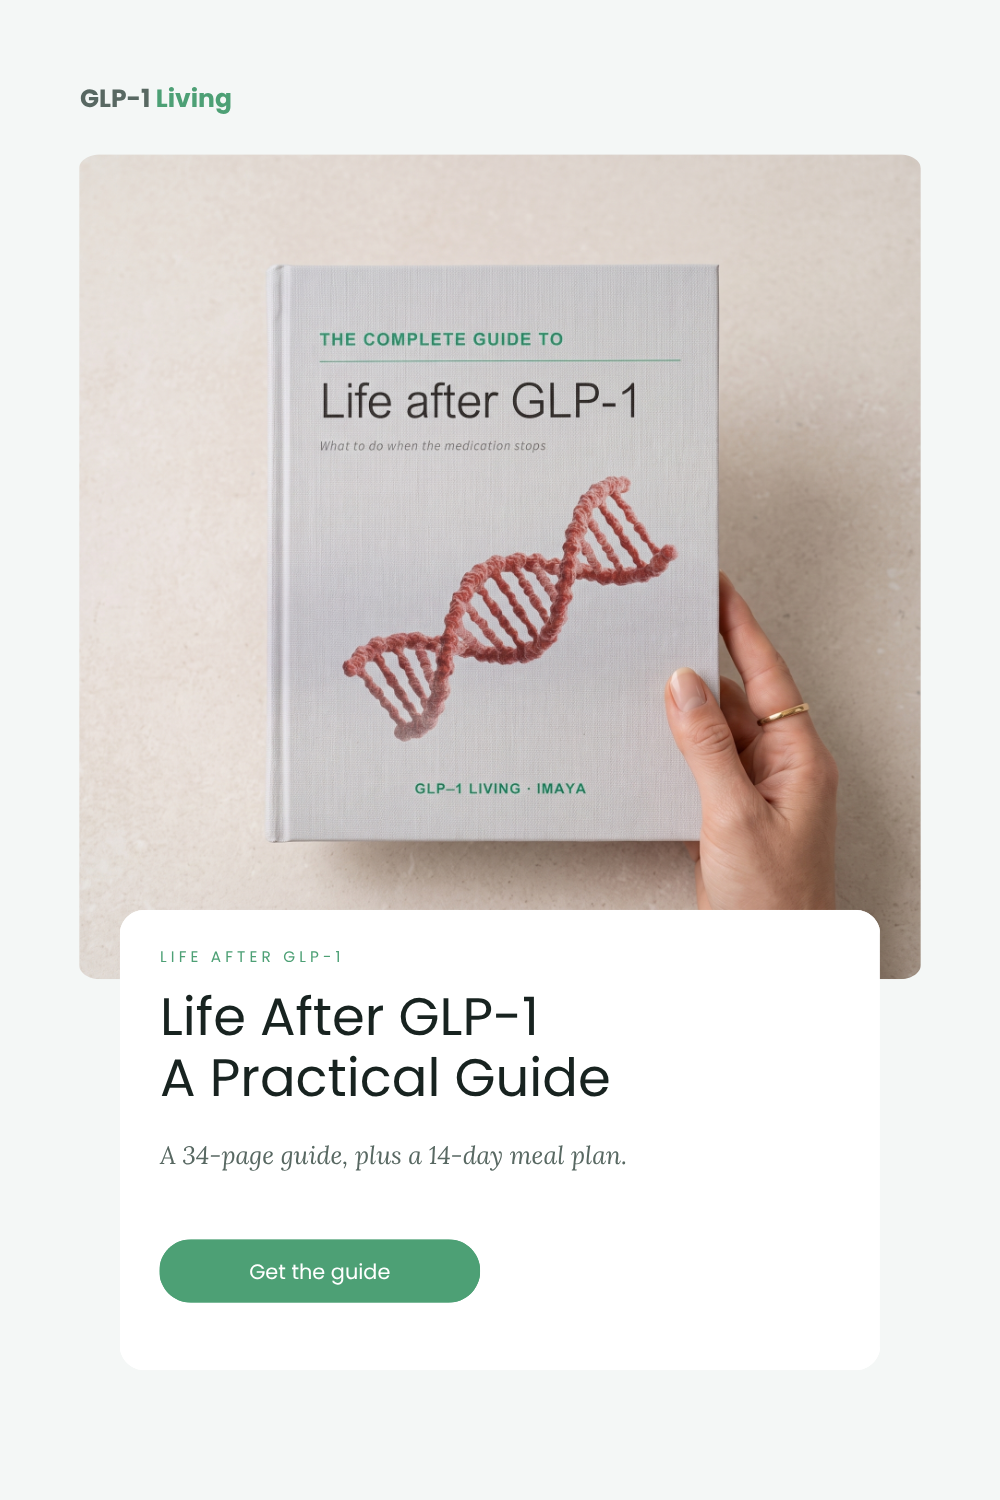 GLP-1 Living
THE COMPLETE GUIDE TO
Life after GLP-1
What to do when the medication stops
GLP–1 LIVING · IMAYA
LIFE AFTER GLP-1
Life After GLP-1
A Practical Guide
A 34-page guide, plus a 14-day meal plan.
Get the guide